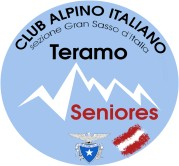 CLUB ALPINO ITALIANO
sezione Gran Sasso d'Italia
Teramo
Seniores